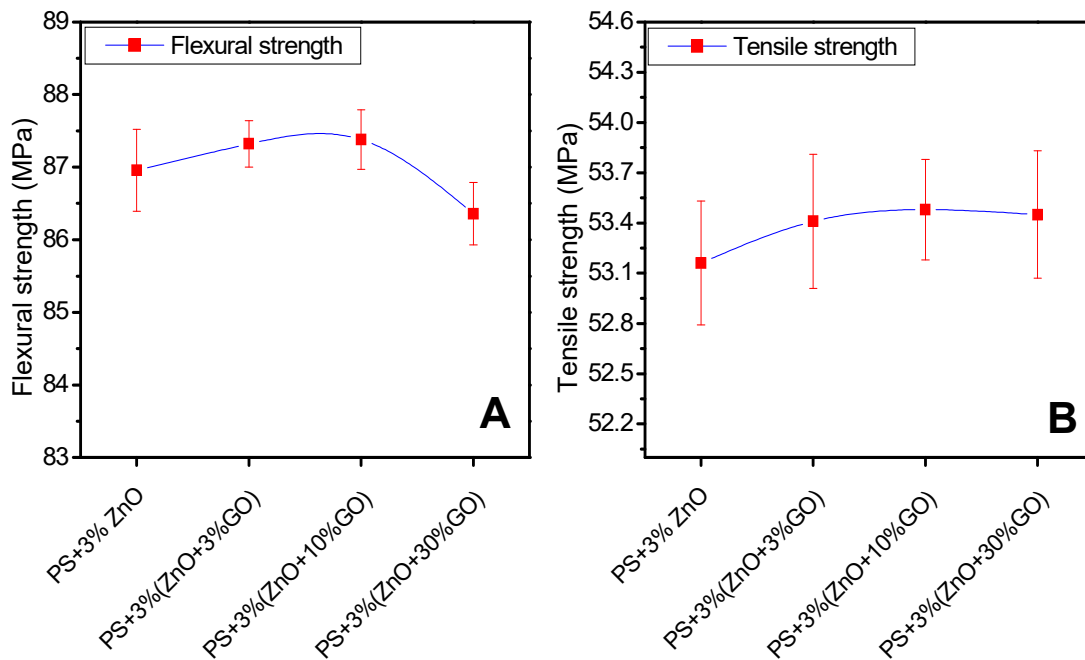 Flexural strength
Flexural strength (MPa)
89
88
87
86
85
84
83
A
PS+3% ZnO
PS+3%(ZnO+3%GO)
PS+3%(ZnO+10%GO)
PS+3%(ZnO+30%GO)
Tensile strength
Tensile strength (MPa)
54.6
54.3
54.0
53.7
53.4
53.1
52.8
52.5
52.2
B
PS+3% ZnO
PS+3%(ZnO+3%GO)
PS+3%(ZnO+10%GO)
PS+3%(ZnO+30%GO)